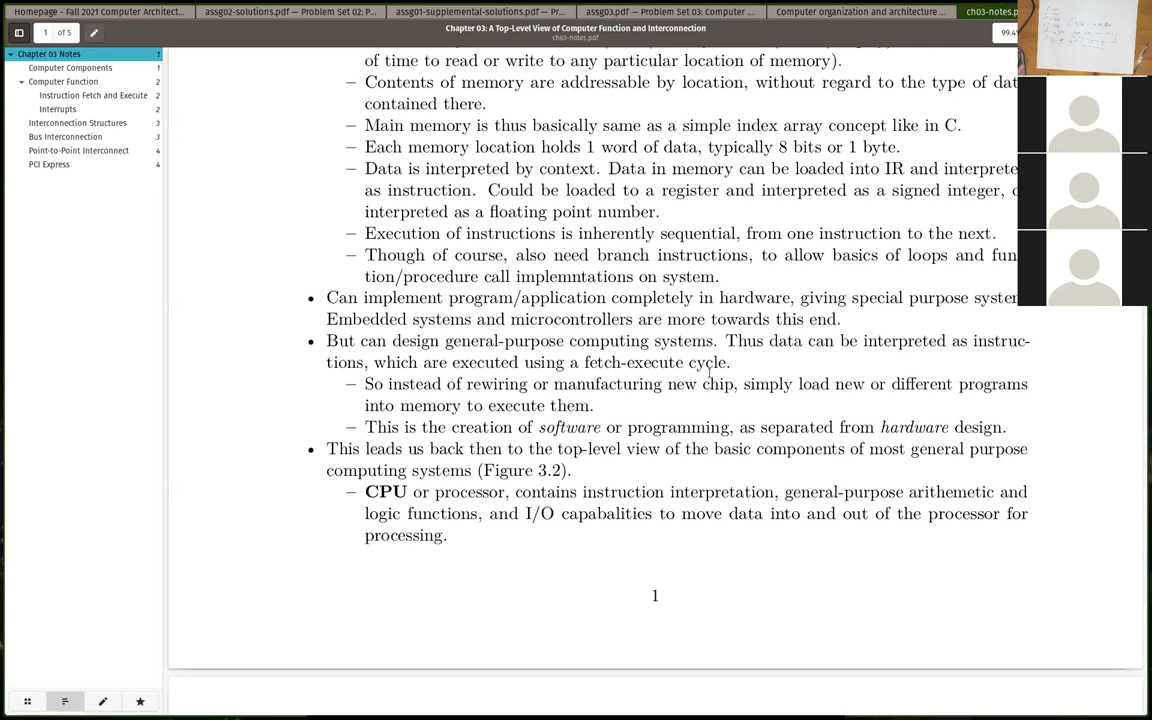 Homepage - Fall 2021 Computer Architect...
assg02-solutions.pdf — Problem Set 02: P...
assg01-supplemental-solutions.pdf — Pr...
assg03.pdf — Problem Set 03: Computer ...
Computer organization and architecture ...
ch03-notes.p
1 of 5
Chapter 03: A Top-Level View of Computer Function and Interconnection
ch03-notes.pdf
99.4
Chapter 03 Notes 1
Computer Components 1
Computer Function 2
Instruction Fetch and Execute 2
Interrupts 2
Interconnection Structures 3
Bus Interconnection 3
Point-to-Point Interconnect 4
PCI Express 4
of time to read or write to any particular location of memory).
– Contents of memory are addressable by location, without regard to the type of dat
contained there.
– Main memory is thus basically same as a simple index array concept like in C.
– Each memory location holds 1 word of data, typically 8 bits or 1 byte.
– Data is interpreted by context. Data in memory can be loaded into IR and interprete
as instruction. Could be loaded to a register and interpreted as a signed integer,
interpreted as a floating point number.
– Execution of instructions is inherently sequential, from one instruction to the next.
– Though of course, also need branch instructions, to allow basics of loops and fun
tion/procedure call implemntations on system.
• Can implement program/application completely in hardware, giving special purpose system
Embedded systems and microcontrollers are more towards this end.
• But can design general-purpose computing systems. Thus data can be interpreted as instruc-
tions, which are executed using a fetch-execute cycle.
– So instead of rewiring or manufacturing new chip, simply load new or different programs
into memory to execute them.
– This is the creation of software or programming, as separated from hardware design.
• This leads us back then to the top-level view of the basic components of most general purpose
computing systems (Figure 3.2).
– CPU or processor, contains instruction interpretation, general-purpose arithemetic and
logic functions, and I/O capabalities to move data into and out of the processor for
processing.
1